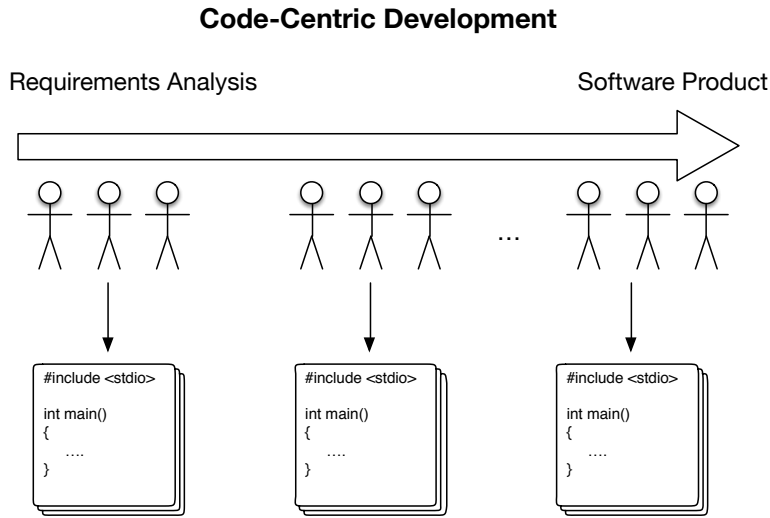 Code-Centric Development
Requirements Analysis
Software Product
...
#include <stdio>
int main()
{
....
}
#include <stdio>
int main()
{
....
}
#include <stdio>
int main()
{
....
}